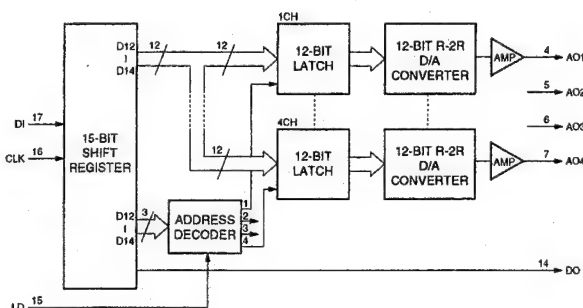 1CH
D12
I
D14
12
12
12-BIT
LATCH
12-BIT R-2R
D/A
CONVERTER
AMP
4
AO1
5
AO2
DI
17
CLK
16
15-BIT
SHIFT
REGISTER
4CH
6
AO3
12
12-BIT
LATCH
12-BIT R-2R
D/A
CONVERTER
AMP
7
AO4
D12
I
D14
3
ADDRESS
DECODER
1
2
3
4
14
DO
LD
15